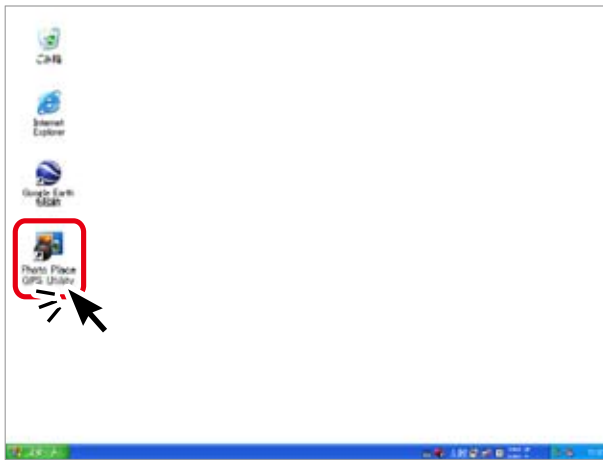 ごみ箱
Internet
Explorer
Google Earth
Photo Place
GPS Utility
スタート